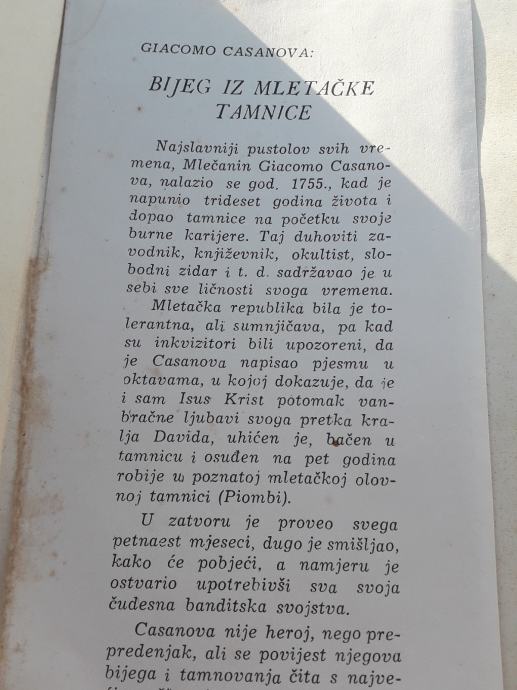 GIACOMO CASANOVA:
BIJEG IZ MLETAČKE
TAMNICE
Najslavniji pustolov svih vre-
mena, Mlečanin Giacomo Casano-
va, nalazio se god. 1755., kad je
napunio trideset godina života i
dopao tamnice na početku svoje
burne karijere. Taj duhoviti za-
vodnik, književnik, okultist, slo-
bodni zidar i t. d. sadržavao je u
sebi sve ličnosti svoga vremena.
Mletačka republika bila je to-
lerantna, ali sumnjičava, pa kad
su inkvizitori bili upozoreni, da
je Casanova napisao pjesmu u
oktavama, u kojoj dokazuje, da je
i sam Isus Krist potomak van-
bračne ljubavi svoga pretka kra-
lja Davida, uhićen je, bačen u
tamnicu i osuđen na pet godina
robije u poznatoj mletačkoj olov-
noj tamnici (Piombi).
U zatvoru je proveo svega
petnaest mjeseci, dugo je smišljao,
kako će pobjeći, a namjeru je
ostvario upotrebivši sva svoja
čudesna banditska svojstva.
Casanova nije heroj, nego pre-
predenjak, ali se povijest njegova
bijega i tamnovanja čita s najve-